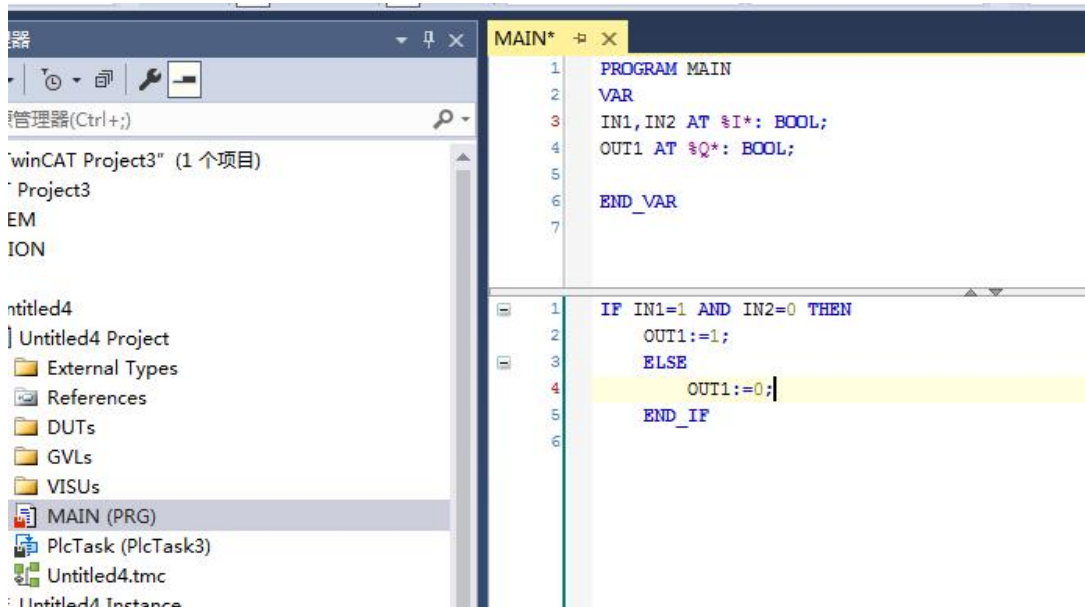 器
MAIN*
管理器(Ctrl+;)
winCAT Project3" (1 个项目)
Project3
EM
ION
ntitled4
Untitled4 Project
External Types
References
DUTs
GVLs
VISUs
MAIN (PRG)
PlcTask (PlcTask3)
Untitled4.tmc
Untitled4 Instance
1 PROGRAM MAIN
2 VAR
3 IN1,IN2 AT %I*: BOOL;
4 OUT1 AT %Q*: BOOL;
5
6 END_VAR
7
1 IF IN1=1 AND IN2=0 THEN
2 OUT1:=1;
3 ELSE
4 OUT1:=0;
5 END_IF
6